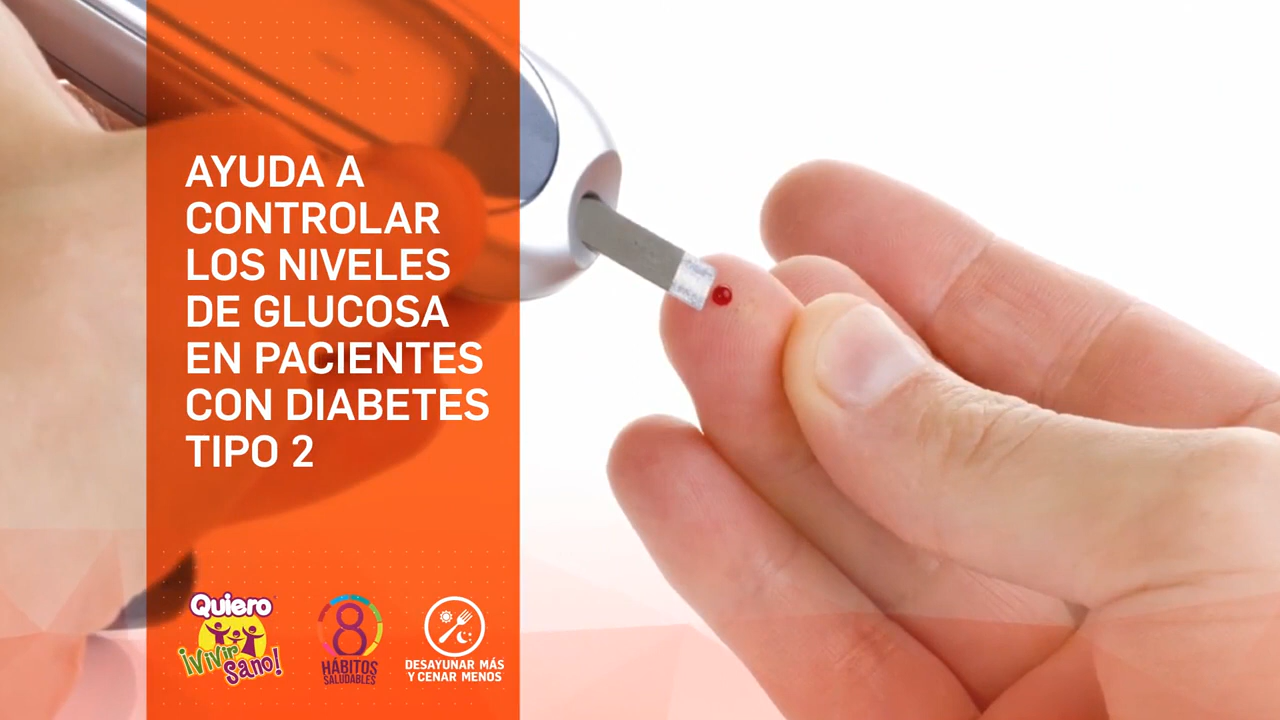 AYUDA A
CONTROLAR
LOS NIVELES
DE GLUCOSA
EN PACIENTES
CON DIABETES
TIPO 2
Quiero
¡Vivir
Sano!
8
HÁBITOS
SALUDABLES
DESAYUNAR MÁS
Y CENAR MENOS